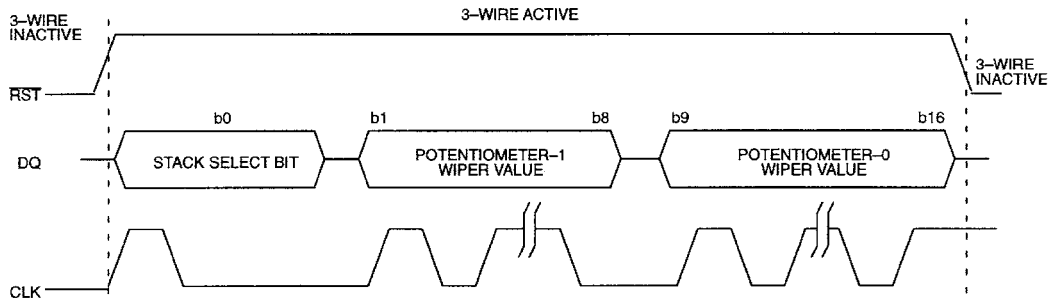 3–WIRE
INACTIVE
3–WIRE ACTIVE
3–WIRE
INACTIVE
RST
b0
b1
b8
b9
b16
DQ
STACK SELECT BIT
POTENTIOMETER–1
WIPER VALUE
POTENTIOMETER–0
WIPER VALUE
CLK